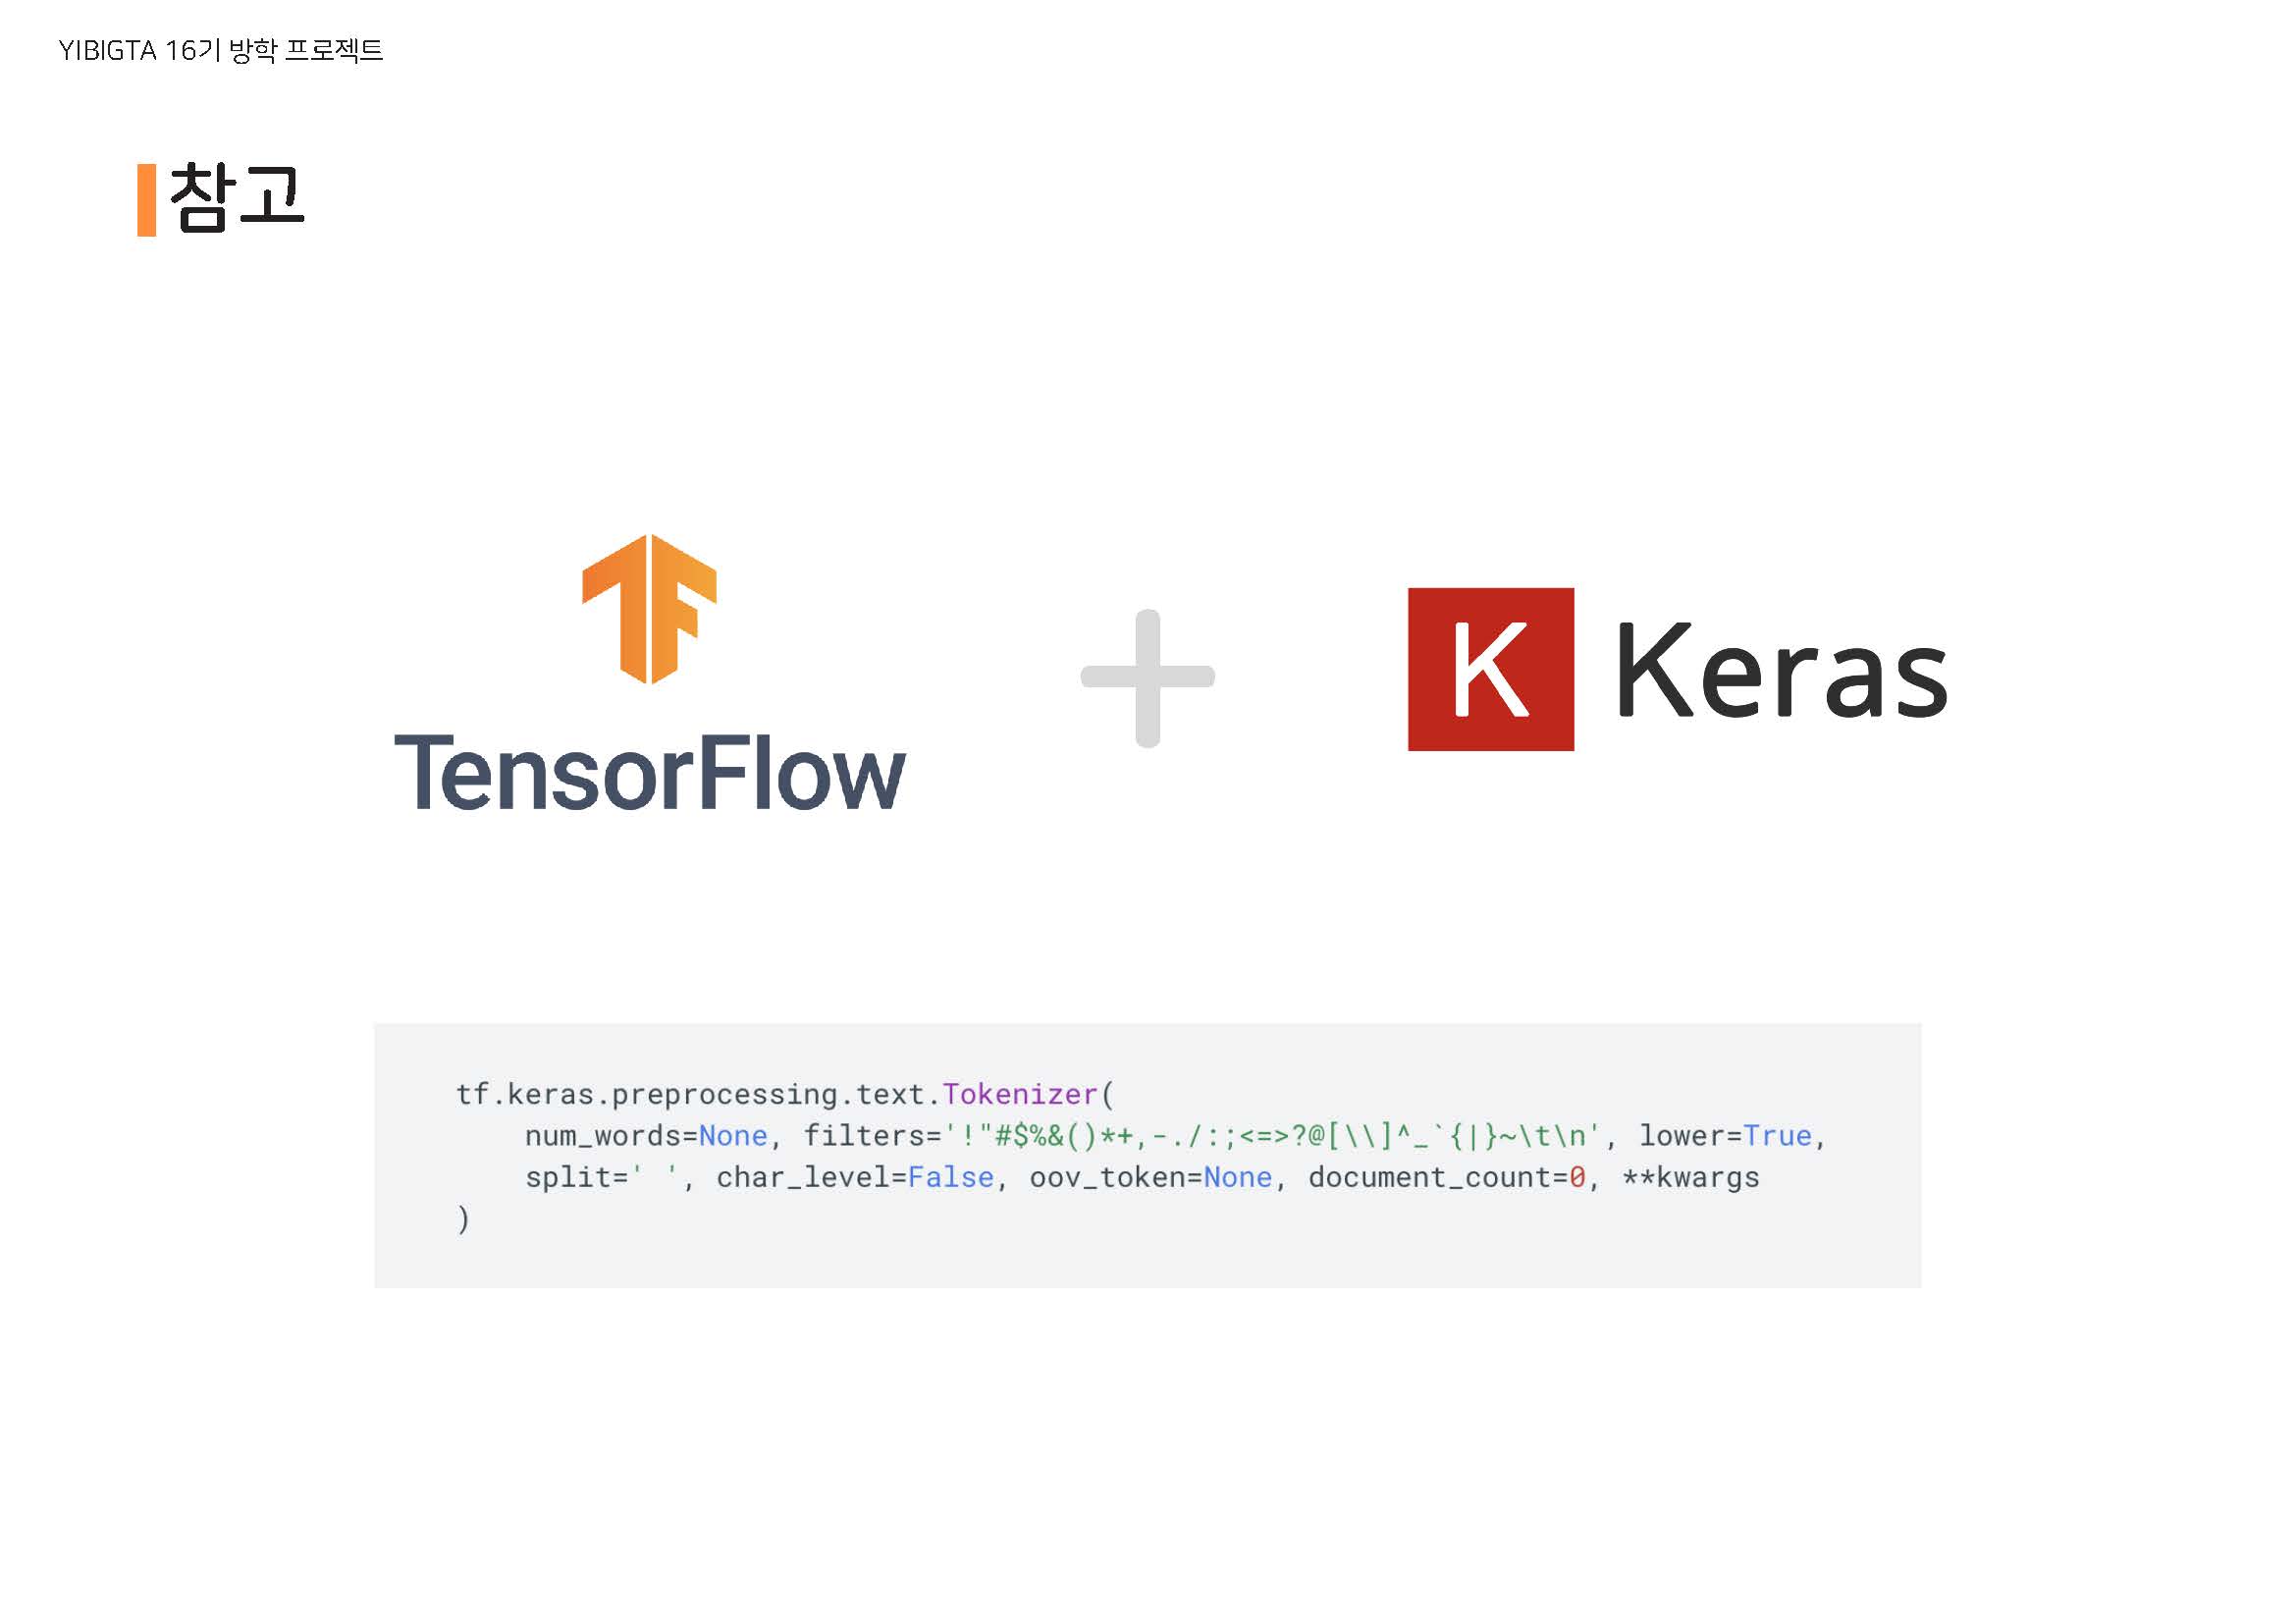 YIBIGTA 16기 방학 프로젝트
참고
TensorFlow
K Keras
tf.keras.preprocessing.text.Tokenizer(
    num_words=None, filters='!"#$%&()*+,-./:;<=>?@[\\]^_`{|}~\t\n', lower=True,
    split=' ', char_level=False, oov_token=None, document_count=0, **kwargs
)